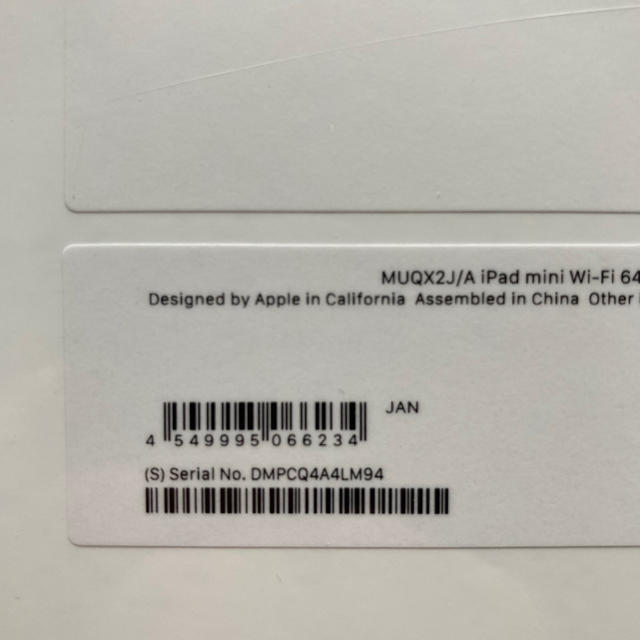 MUQX2J/A iPad mini Wi-Fi 64
Designed by Apple in California Assembled in China Other
JAN
4 549995 066234
(S) Serial No. DMPCQ4A4LM94